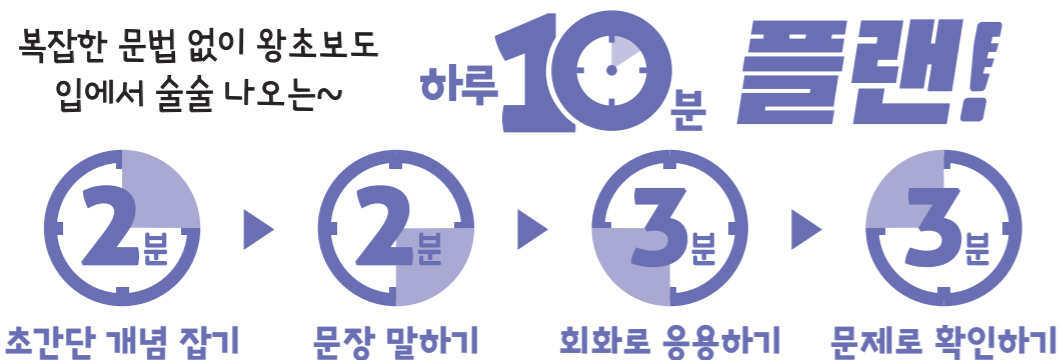 복잡한 문법 없이 왕초보도
입에서 술술 나오는~
하루 10분 플랜!
2분
2분
3분
3분
초간단 개념 잡기
문장 말하기
회화로 응용하기
문제로 확인하기